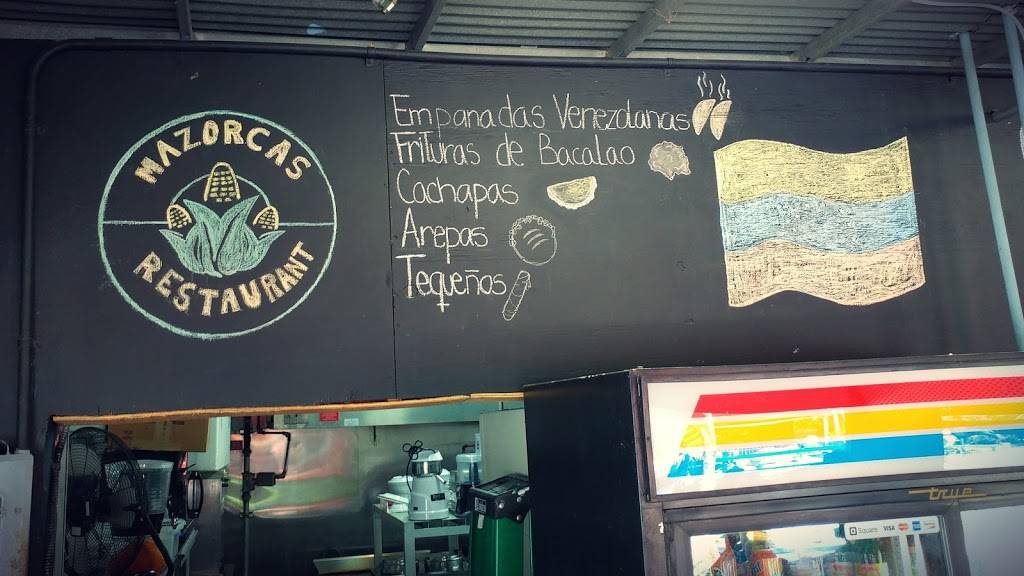 MAZORCAS
RESTAURANT
Empanadas Venezolanas
Frituras de Bacalao
Cachapas
Arepas
Tequeños
true
Square VISA